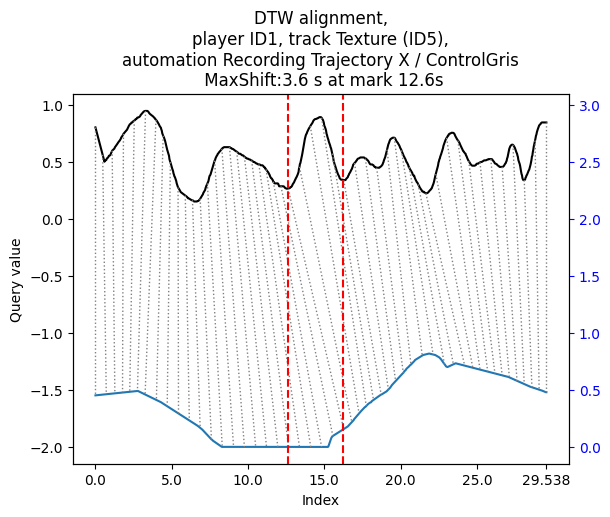 DTW alignment,
player ID1, track Texture (ID5),
automation Recording Trajectory X / ControlGris
MaxShift:3.6 s at mark 12.6s
1.0
0.5
0.0
−0.5
−1.0
−1.5
−2.0
Query value
3.0
2.5
2.0
1.5
1.0
0.5
0.0
0.0 5.0 10.0 15.0 20.0 25.0 29.538
Index